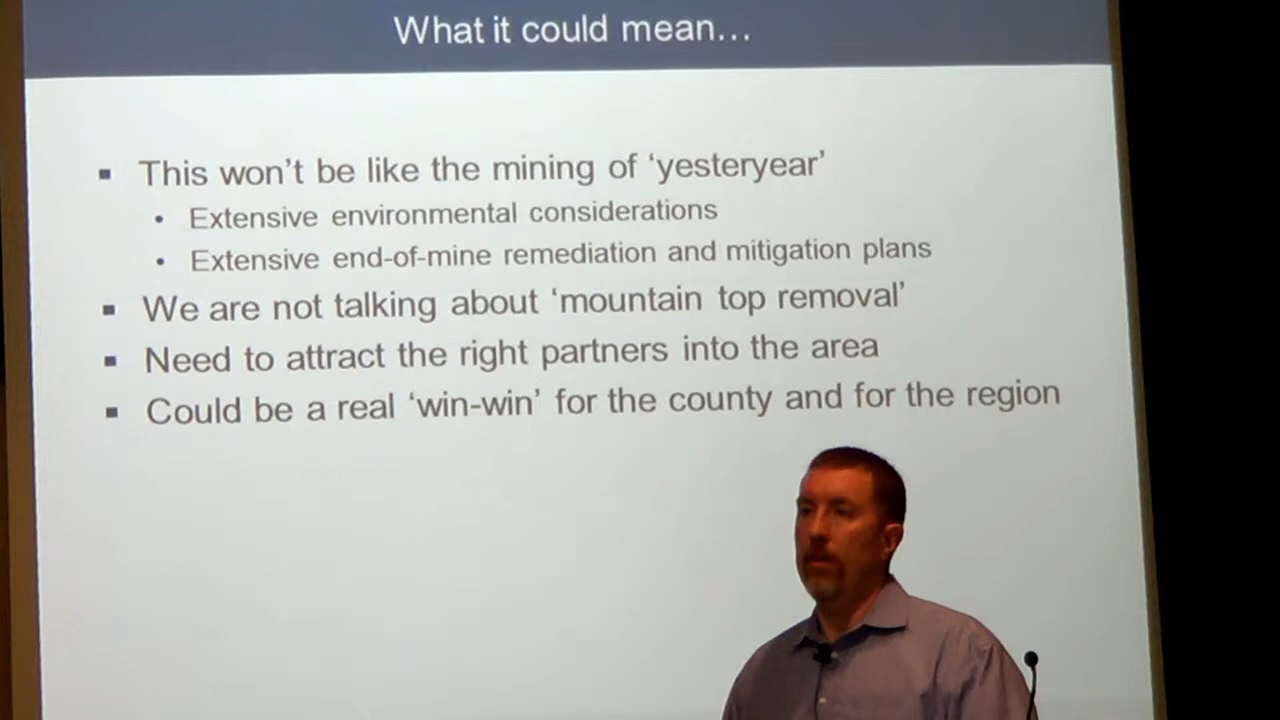 What it could mean…
▪ This won’t be like the mining of ‘yesteryear’
• Extensive environmental considerations
• Extensive end-of-mine remediation and mitigation plans
▪ We are not talking about ‘mountain top removal’
▪ Need to attract the right partners into the area
▪ Could be a real ‘win-win’ for the county and for the region